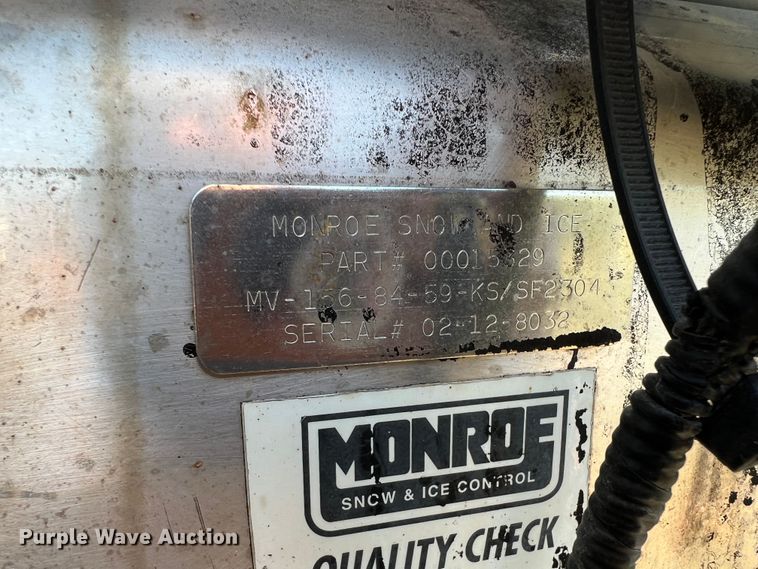 MONROE SNOW AND ICE
PART# 00015329
MV-156-84-59-KS/SF2304
SERIAL# 02-12-8032
MONROE
SNOW & ICE CONTROL
QUALITY CHECK
Purple Wave Auction